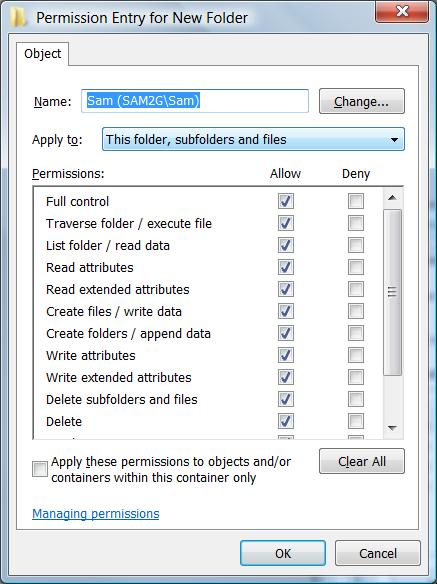 Permission Entry for New Folder
Object
Name: Sam (SAM2G\Sam) Change...
Apply to: This folder, subfolders and files
Permissions: Allow Deny
Full control
Traverse folder / execute file
List folder / read data
Read attributes
Read extended attributes
Create files / write data
Create folders / append data
Write attributes
Write extended attributes
Delete subfolders and files
Delete
Apply these permissions to objects and/or
containers within this container only
Clear All
Managing permissions
OK Cancel